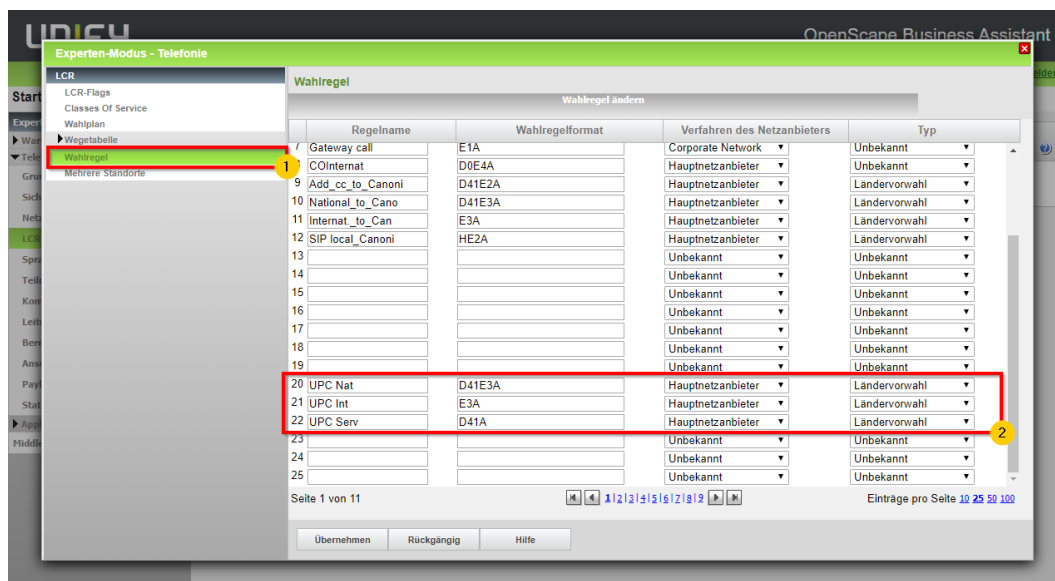 UNIFY
OpenScape Business Assistant
Experten-Modus - Telefonie
LCR
LCR-Flags
Classes Of Service
Wahlplan
Wegetabelle
Wahlregel
Mehrere Standorte
1
Wahlregel
Wahlregel ändern
Regelname Wahlregelformat Verfahren des Netzanbieters Typ
7 Gateway call E1A Corporate Network Unbekannt
COInternat D0E4A Hauptnetzanbieter Unbekannt
9 Add_cc_to_Canoni D41E2A Hauptnetzanbieter Ländervorwahl
10 National_to_Cano D41E3A Hauptnetzanbieter Ländervorwahl
11 Internat._to_Can E3A Hauptnetzanbieter Ländervorwahl
12 SIP local_Canoni HE2A Hauptnetzanbieter Ländervorwahl
13 Unbekannt Unbekannt
14 Unbekannt Unbekannt
15 Unbekannt Unbekannt
16 Unbekannt Unbekannt
17 Unbekannt Unbekannt
18 Unbekannt Unbekannt
19 Unbekannt Unbekannt
20 UPC Nat D41E3A Hauptnetzanbieter Ländervorwahl
21 UPC Int E3A Hauptnetzanbieter Ländervorwahl
22 UPC Serv D41A Hauptnetzanbieter Ländervorwahl
2
23 Unbekannt Unbekannt
24 Unbekannt Unbekannt
25 Unbekannt Unbekannt
Seite 1 von 11 1|2|3|4|5|6|7|8|9 Einträge pro Seite 10 25 50 100
Übernehmen Rückgängig Hilfe
Start
LCR